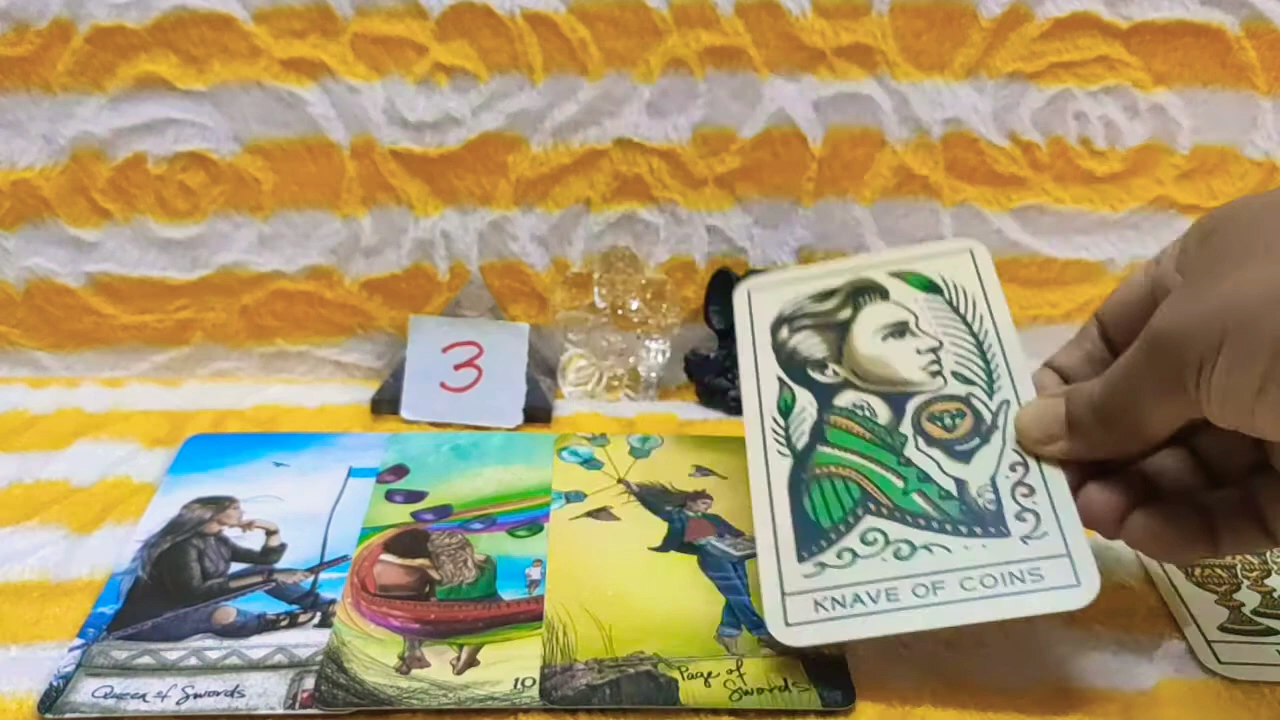 3
Queen of Swords
10
Page of
Swords
KNAVE OF COINS